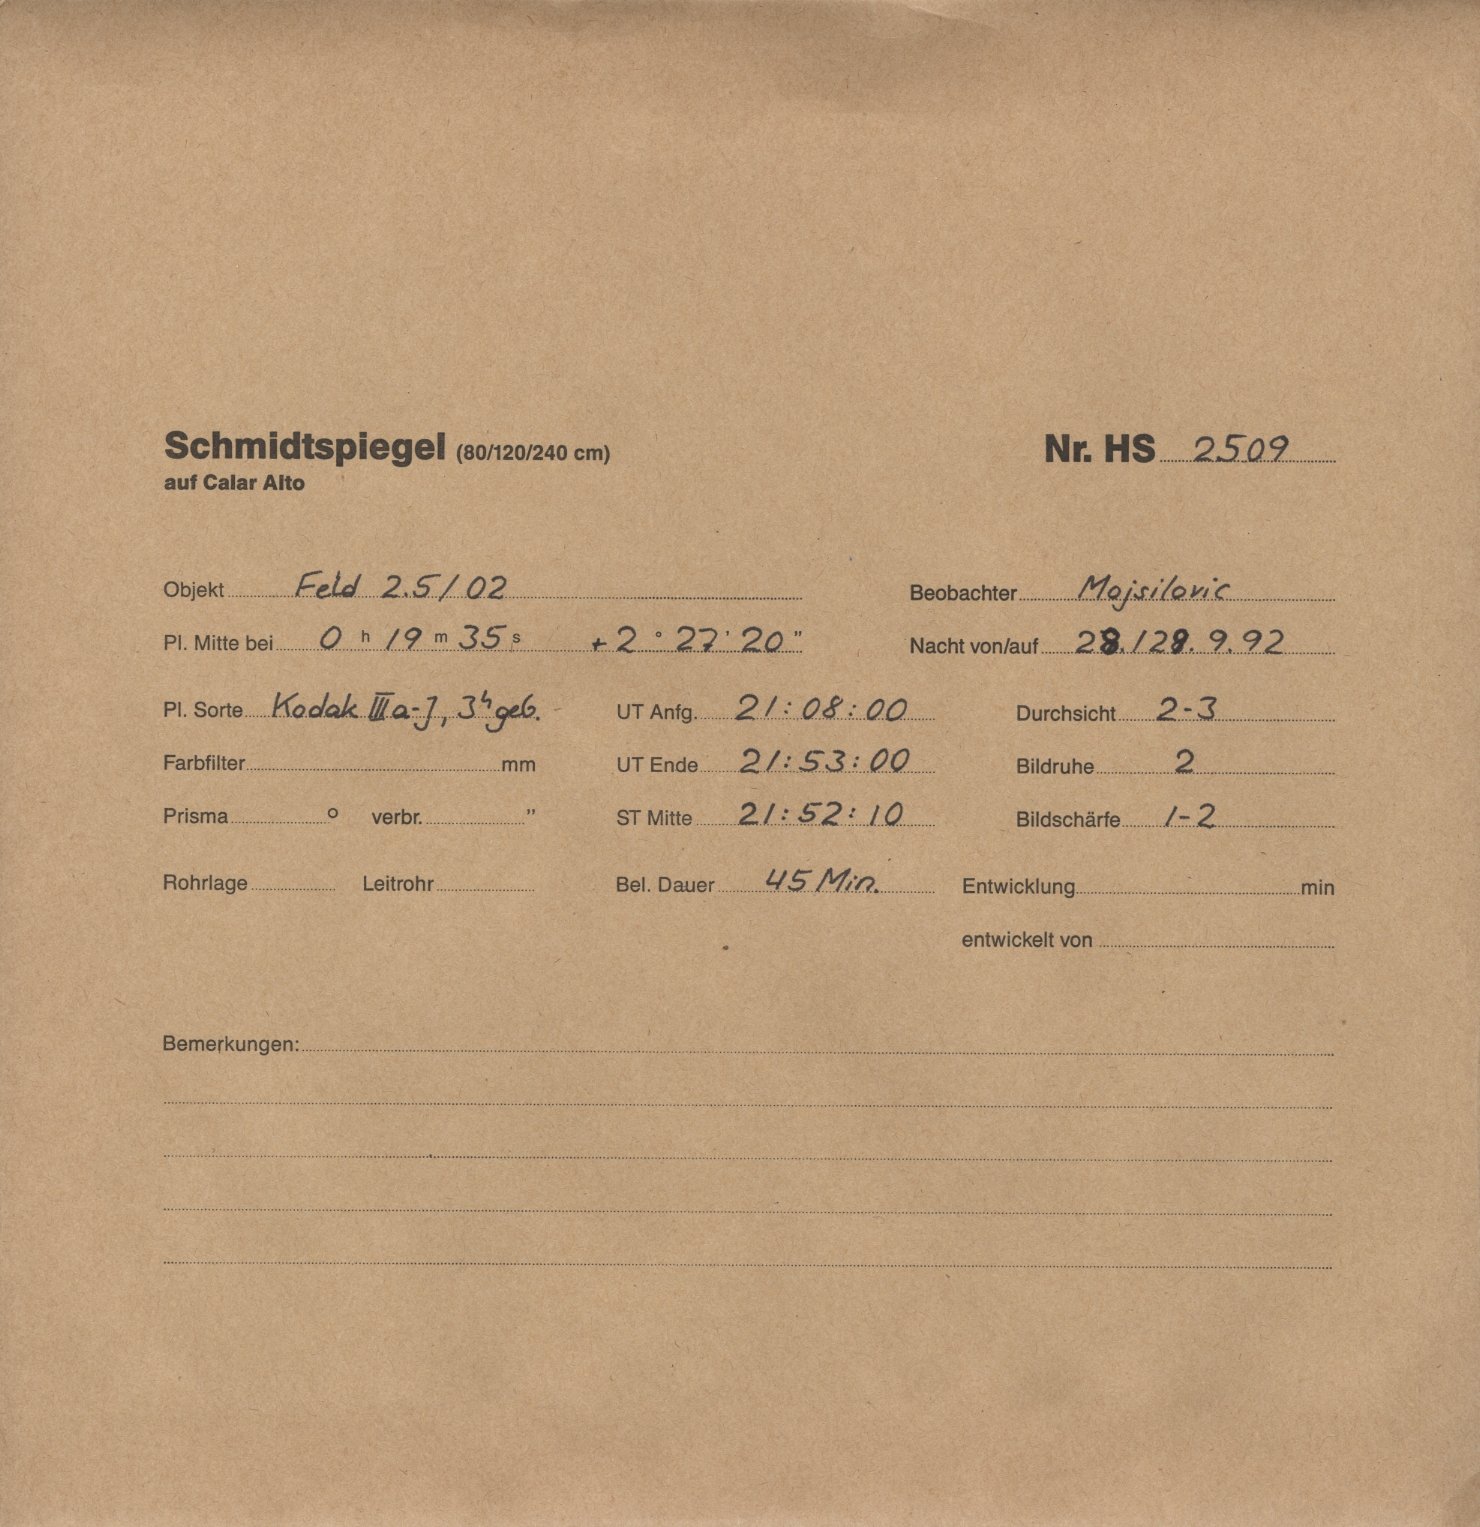 Schmidtspiegel (80/120/240 cm) Nr. HS 2509
auf Calar Alto
Objekt Feld 2.5/02 Beobachter Mojsilovic
Pl. Mitte bei 0 h 19 m 35 s +2 ° 27 ' 20 " Nacht von/auf 28./29. 9. 92
Pl. Sorte Kodak IIIa-J, 3h geb. UT Anfg. 21:08:00 Durchsicht 2-3
Farbfilter mm UT Ende 21:53:00 Bildruhe 2
Prisma ° verbr. " ST Mitte 21:52:10 Bildschärfe 1-2
Rohrlage Leitrohr Bel. Dauer 45 Min. Entwicklung min
entwickelt von
Bemerkungen: